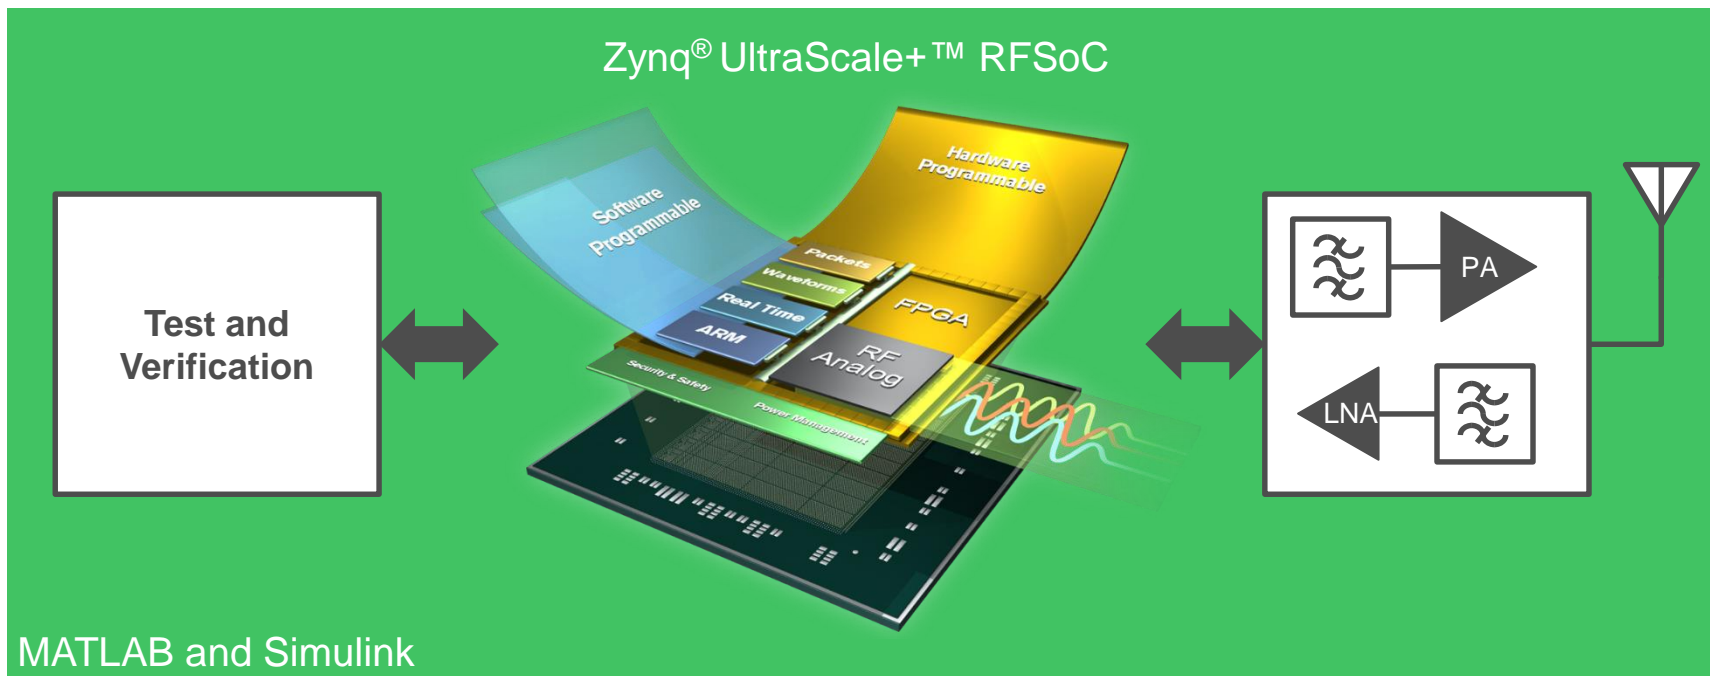 Zynq® UltraScale+™ RFSoC
Software
Programmable
Hardware
Programmable
Packets
Waveforms
Real Time
ARM
FPGA
RF
Analog
Security & Safety
Power Management
Test and
Verification
PA
LNA
MATLAB and Simulink